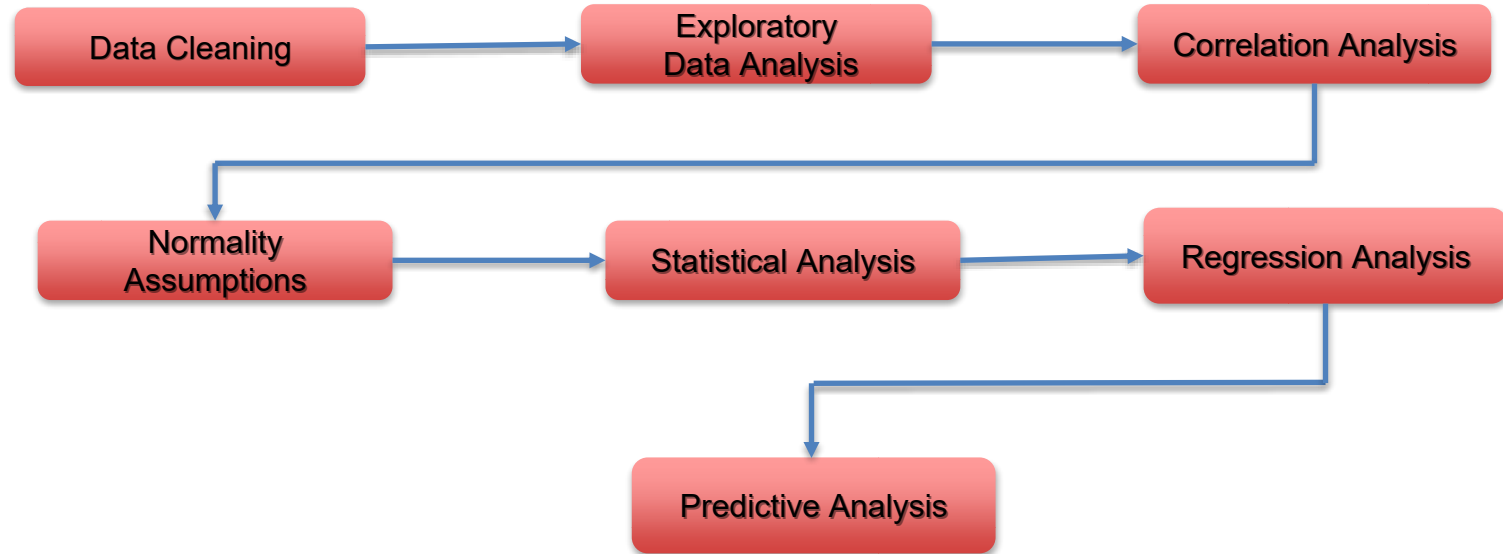 Data Cleaning
Exploratory
Data Analysis
Correlation Analysis
Normality
Assumptions
Statistical Analysis
Regression Analysis
Predictive Analysis